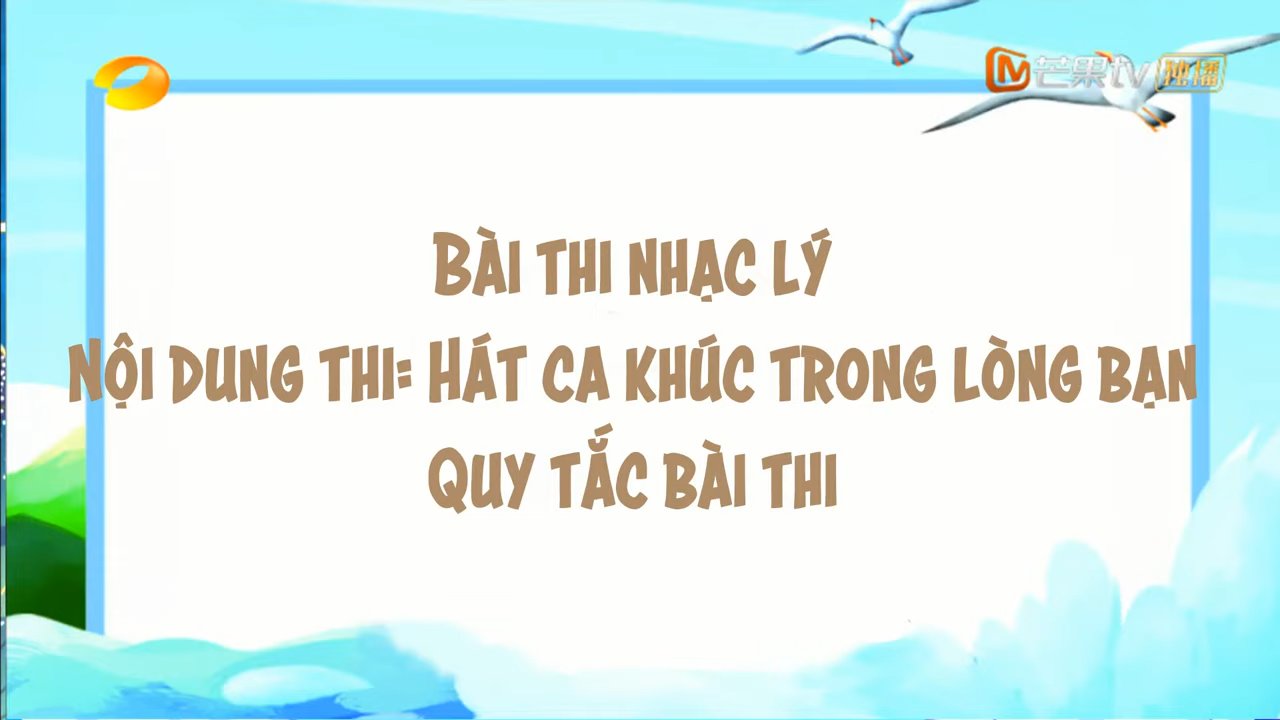 芒果tv 独播
BÀI THI NHẠC LÝ
NỘI DUNG THI: HÁT CA KHÚC TRONG LÒNG BẠN
QUY TẮC BÀI THI